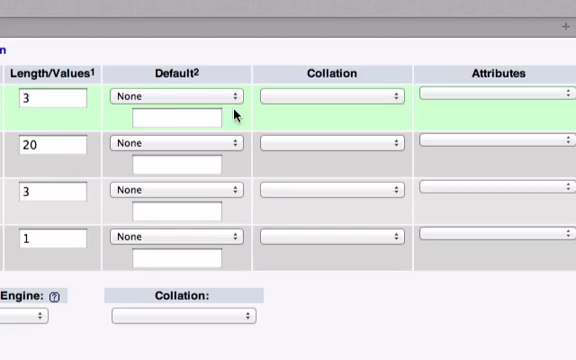 n
Length/Values1 Default2 Collation Attributes
3 None
20 None
3 None
1 None
Engine: ? Collation: